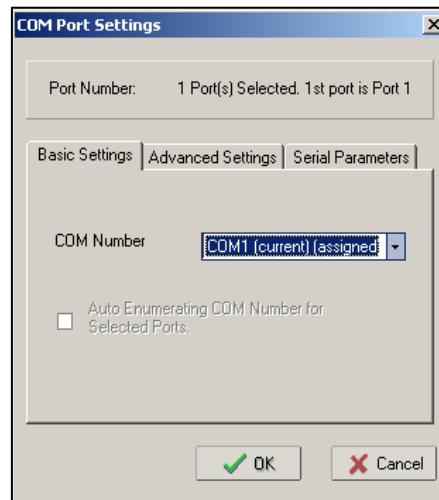 COM Port Settings
Port Number: 1 Port(s) Selected. 1st port is Port 1
Basic Settings Advanced Settings Serial Parameters
COM Number COM1 (current) (assigned
Auto Enumerating COM Number for
Selected Ports.
OK Cancel